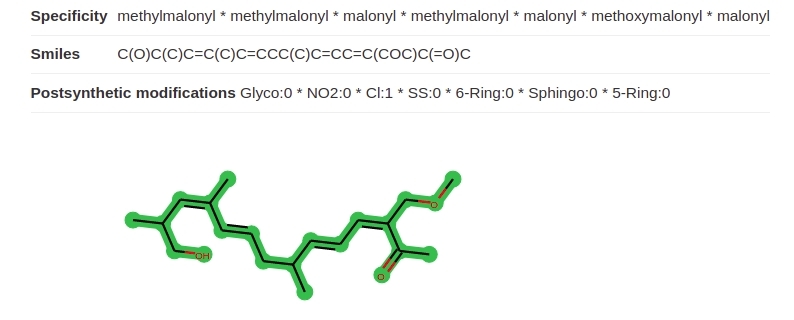 Specificity methylmalonyl * methylmalonyl * malonyl * methylmalonyl * malonyl * methoxymalonyl * malonyl
Smiles C(O)C(C)C=C(C)C=CCC(C)C=CC=C(COC)C(=O)C
Postsynthetic modifications Glyco:0 * NO2:0 * Cl:1 * SS:0 * 6-Ring:0 * Sphingo:0 * 5-Ring:0
O
OH
O